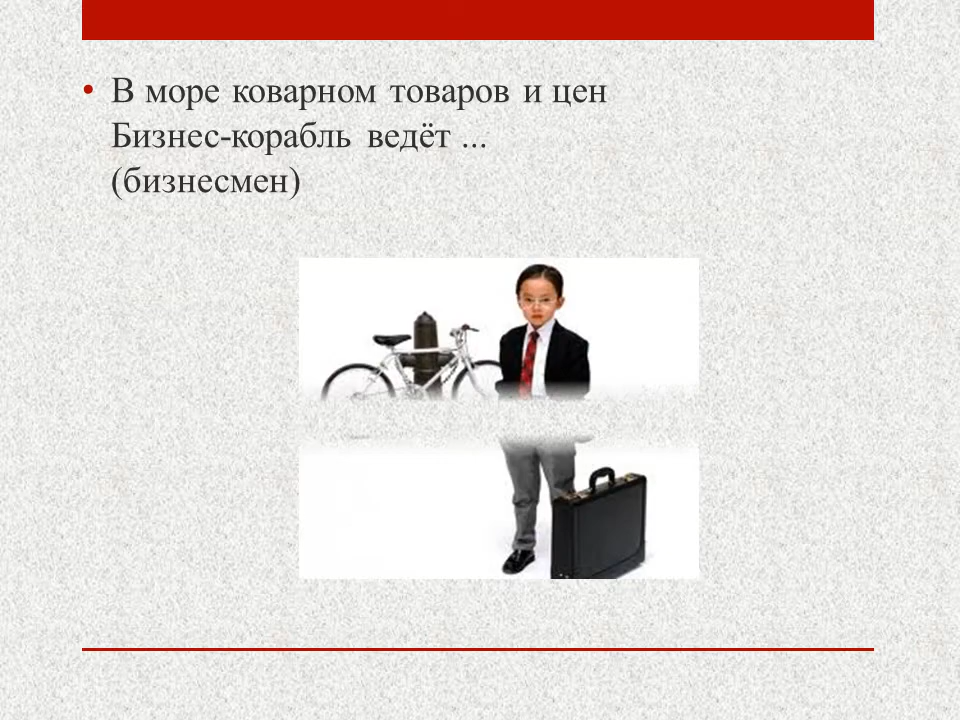 • В море коварном товаров и цен
Бизнес-корабль ведёт ...
(бизнесмен)